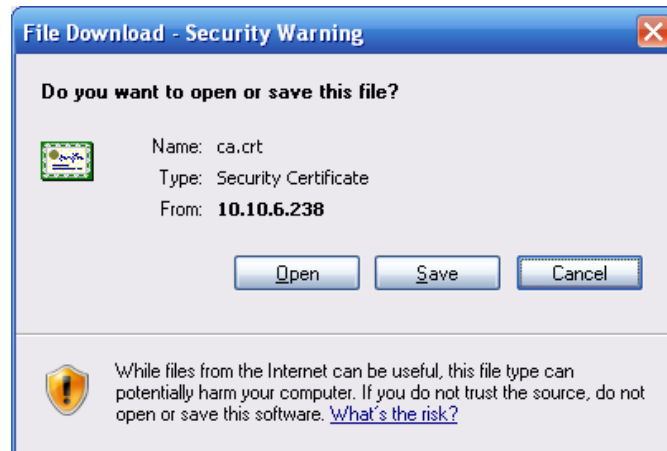 File Download - Security Warning
Do you want to open or save this file?
Name: ca.crt
Type: Security Certificate
From: 10.10.6.238
Open Save Cancel
While files from the Internet can be useful, this file type can
potentially harm your computer. If you do not trust the source, do not
open or save this software. What's the risk?